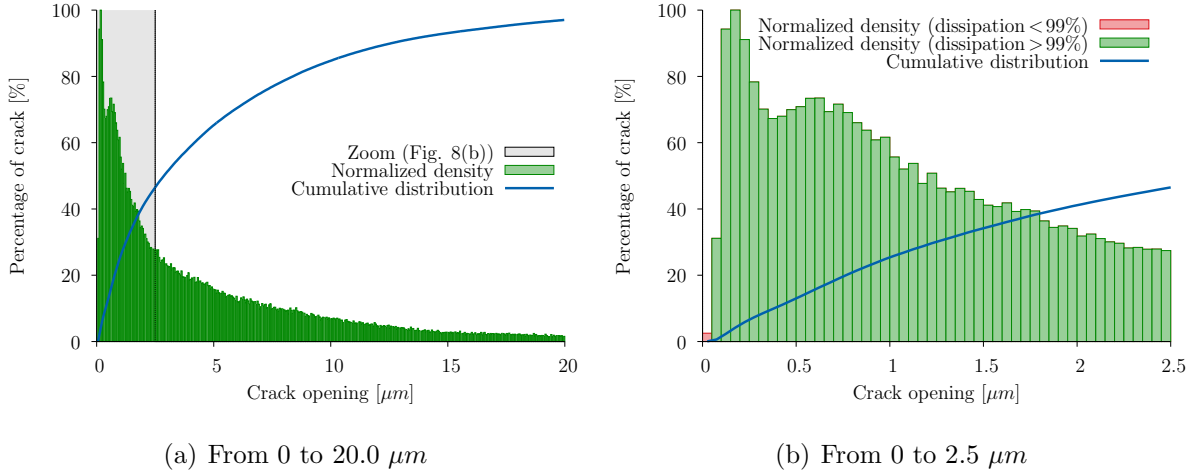 100
80
60
40
20
0
Percentage of crack [%]
0
5
10
15
20
Crack opening [μm]
Zoom (Fig. 8(b))
Normalized density
Cumulative distribution
(a) From 0 to 20.0 μm
100
80
60
40
20
0
Percentage of crack [%]
0
0.5
1
1.5
2
2.5
Crack opening [μm]
Normalized density (dissipation<99%)
Normalized density (dissipation>99%)
Cumulative distribution
(b) From 0 to 2.5 μm